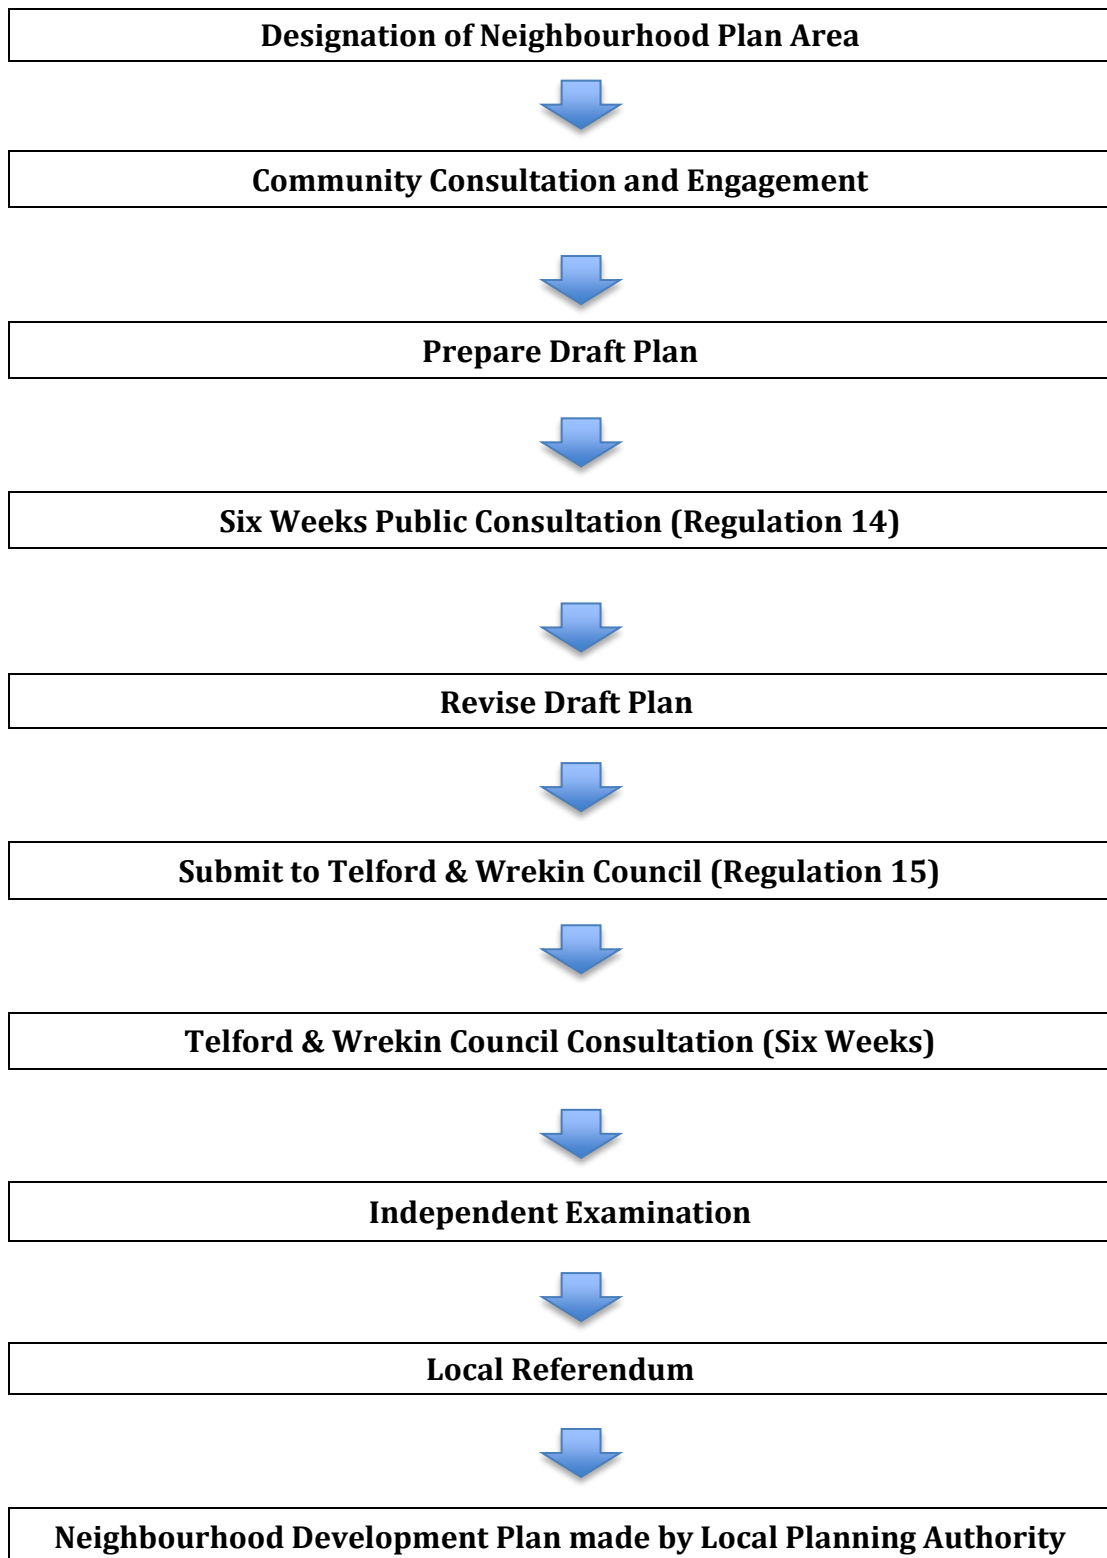 Designation of Neighbourhood Plan Area
Community Consultation and Engagement
Prepare Draft Plan
Six Weeks Public Consultation (Regulation 14)
Revise Draft Plan
Submit to Telford & Wrekin Council (Regulation 15)
Telford & Wrekin Council Consultation (Six Weeks)
Independent Examination
Local Referendum
Neighbourhood Development Plan made by Local Planning Authority